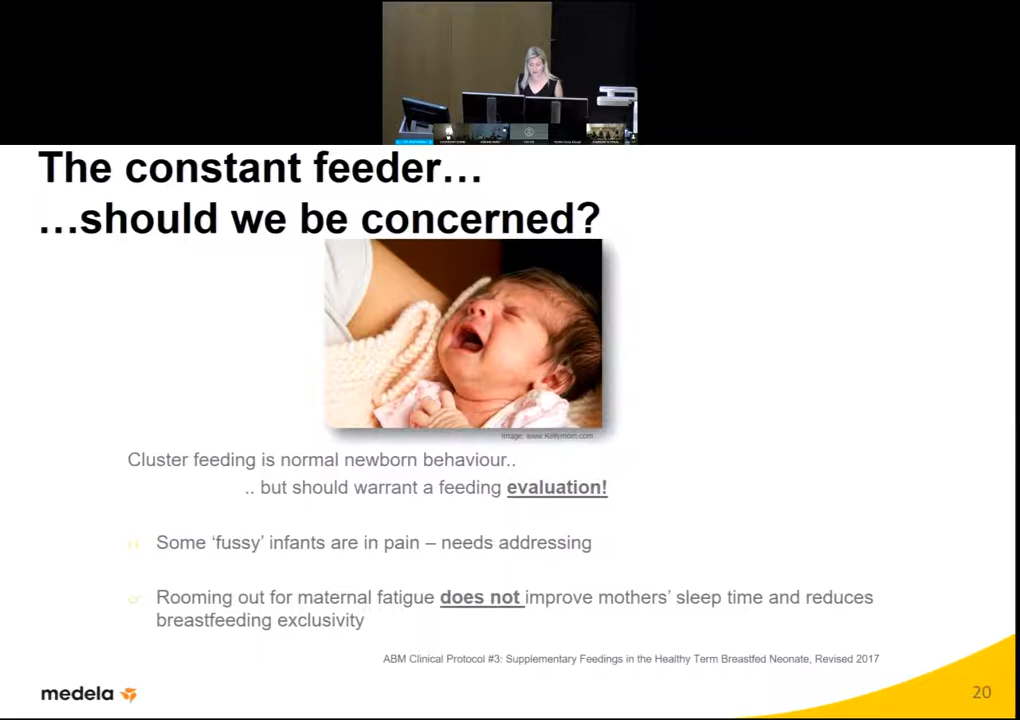 The constant feeder…
…should we be concerned?
Image: www.Kellymom.com
Cluster feeding is normal newborn behaviour..
.. but should warrant a feeding evaluation!
Some ‘fussy’ infants are in pain – needs addressing
Rooming out for maternal fatigue does not improve mothers’ sleep time and reduces
breastfeeding exclusivity
ABM Clinical Protocol #3: Supplementary Feedings in the Healthy Term Breastfed Neonate, Revised 2017
medela
20